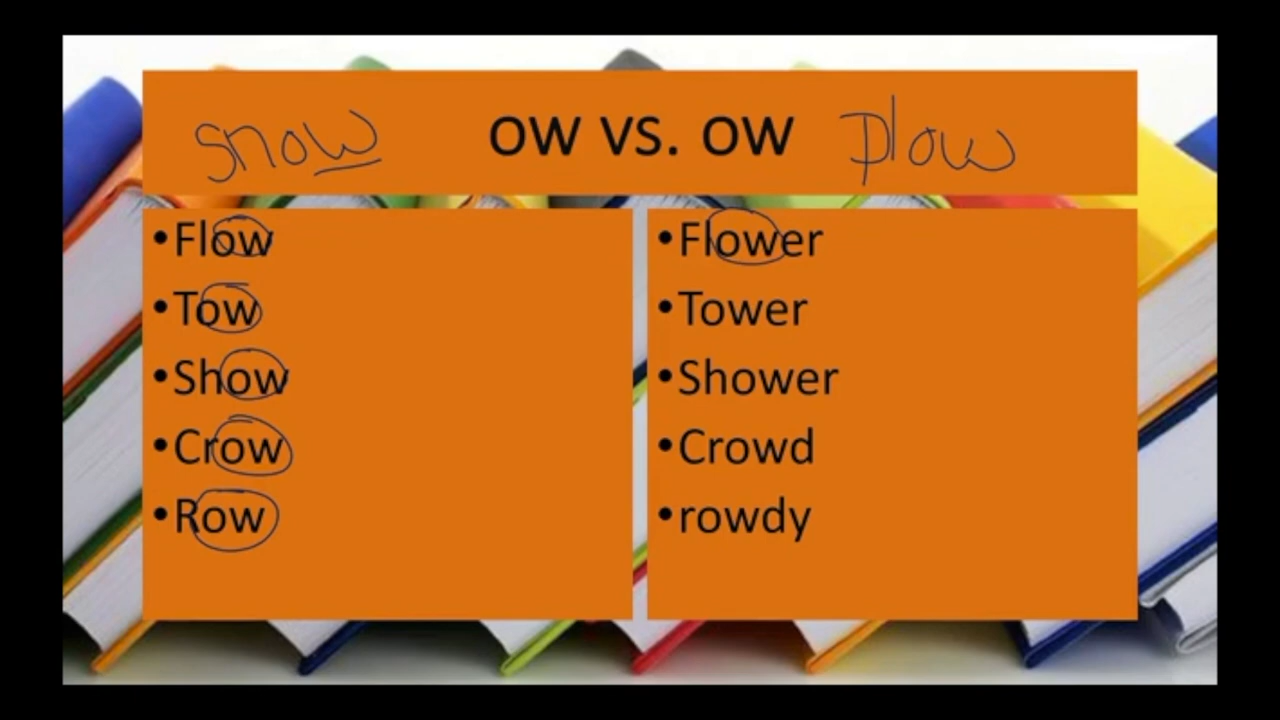 snow ow vs. ow plow
•Flow
•Tow
•Show
•Crow
•Row
•Flower
•Tower
•Shower
•Crowd
•rowdy